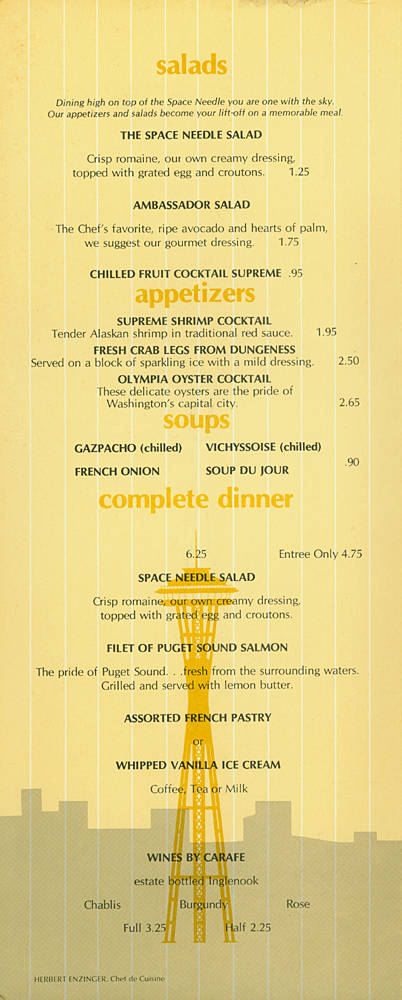 salads
Dining high on top of the Space Needle you are one with the sky.
Our appetizers and salads become your lift-off on a memorable meal.
THE SPACE NEEDLE SALAD
Crisp romaine, our own creamy dressing,
topped with grated egg and croutons. 1.25
AMBASSADOR SALAD
The Chef's favorite, ripe avocado and hearts of palm,
we suggest our gourmet dressing. 1.75
CHILLED FRUIT COCKTAIL SUPREME .95
appetizers
SUPREME SHRIMP COCKTAIL
Tender Alaskan shrimp in traditional red sauce. 1.95
FRESH CRAB LEGS FROM DUNGENESS
Served on a block of sparkling ice with a mild dressing. 2.50
OLYMPIA OYSTER COCKTAIL
These delicate oysters are the pride of
Washington's capital city. 2.65
soups
GAZPACHO (chilled) VICHYSSOISE (chilled)
FRENCH ONION SOUP DU JOUR .90
complete dinner
6.25 Entree Only 4.75
SPACE NEEDLE SALAD
Crisp romaine, our own creamy dressing,
topped with grated egg and croutons.
FILET OF PUGET SOUND SALMON
The pride of Puget Sound. . .fresh from the surrounding waters.
Grilled and served with lemon butter.
ASSORTED FRENCH PASTRY
or
WHIPPED VANILLA ICE CREAM
Coffee, Tea or Milk
WINES BY CARAFE
estate bottled Inglenook
Chablis Burgundy Rose
Full 3.25 Half 2.25
HERBERT ENZINGER, Chef de Cuisine